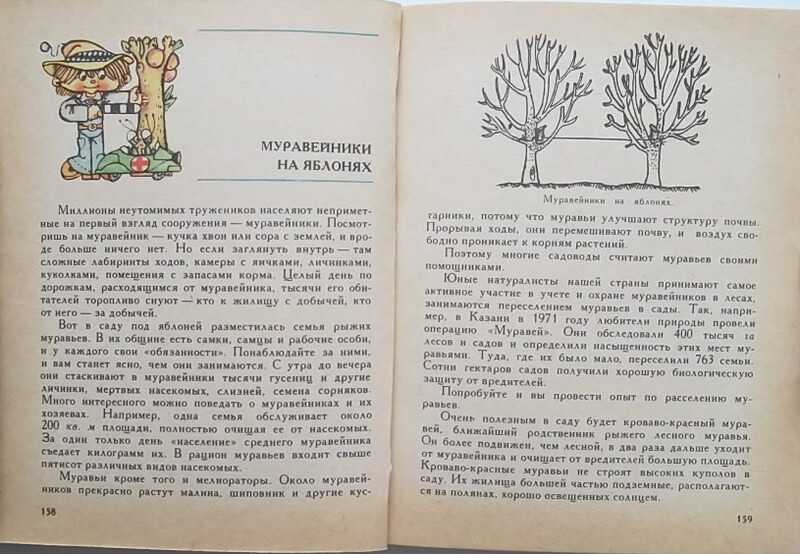 МУРАВЕЙНИКИ
НА ЯБЛОНЯХ
Миллионы неутомимых тружеников населяют непримет-
ные на первый взгляд сооружения — муравейники. Посмот-
ришь на муравейник — кучка хвои или сора с землей, и вро-
де больше ничего нет. Но если заглянуть внутрь — там
сложные лабиринты ходов, камеры с яичками, личинками,
куколками, помещения с запасами корма. Целый день по
дорожкам, расходящимся от муравейника, тысячи его оби-
тателей торопливо снуют — кто к жилищу с добычей, кто
от него — за добычей.
Вот в саду под яблоней разместилась семья рыжих
муравьев. В их общине есть самки, самцы и рабочие особи,
и у каждого свои «обязанности». Понаблюдайте за ними,
и вам станет ясно, чем они занимаются. С утра до вечера
они стаскивают в муравейники тысячи гусениц и другие
личинки, мертвых насекомых, слизней, семена сорняков.
Много интересного можно поведать о муравейниках и их
хозяевах. Например, одна семья обслуживает около
200 кв. м площади, полностью очищая ее от насекомых.
За один только день «население» среднего муравейника
съедает килограмм их. В рацион муравьев входит свыше
пятисот различных видов насекомых.
Муравьи кроме того и мелиораторы. Около муравей-
ников прекрасно растут малина, шиповник и другие кус-
158
Муравейники на яблонях.
гарники, потому что муравьи улучшают структуру почвы.
Прорывая ходы, они перемешивают почву, и воздух сво-
бодно проникает к корням растений.
Поэтому многие садоводы считают муравьев своими
помощниками.
Юные натуралисты нашей страны принимают самое
активное участие в учете и охране муравейников в лесах,
занимаются переселением муравьев в сады. Так, напри-
мер, в Казани в 1971 году любители природы провели
операцию «Муравей». Они обследовали 400 тысяч га
лесов и садов и определили насыщенность этих мест му-
равьями. Туда, где их было мало, переселили 763 семьи.
Сотни гектаров садов получили хорошую биологическую
защиту от вредителей.
Попробуйте и вы провести опыт по расселению му-
равьев.
Очень полезным в саду будет кроваво-красный мура-
вей, ближайший родственник рыжего лесного муравья.
Он более подвижен, чем лесной, в два раза дальше уходит
от муравейника и очищает от вредителей большую площадь.
Кроваво-красные муравьи не строят высоких куполов в
саду. Их жилища большей частью подземные, располагают-
ся на полянах, хорошо освещенных солнцем.
159